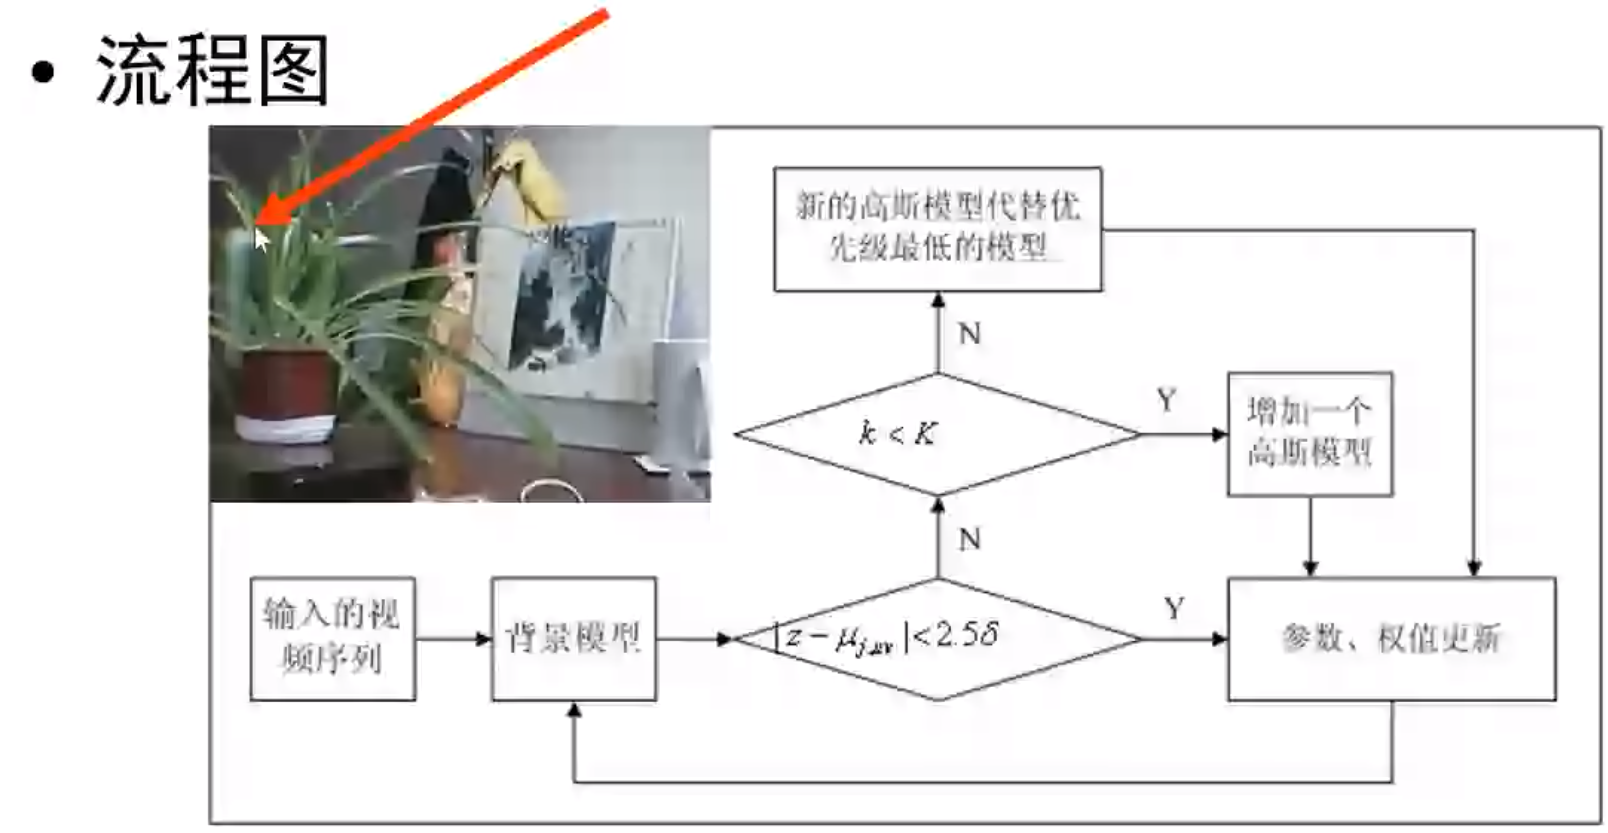 • 流程图
新的高斯模型代替优
先级最低的模型
N
k < K
Y
增加一个
高斯模型
N
输入的视
频序列
背景模型
|z − μj,uv|<2.5δ
Y
参数、权值更新